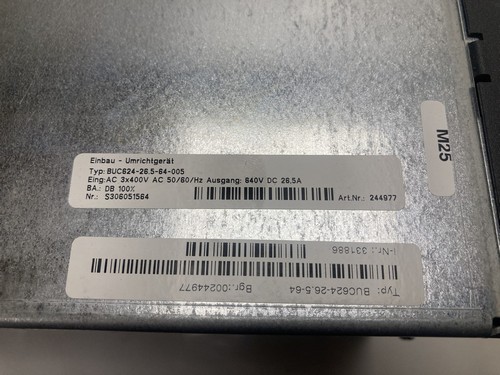 Einbau - Umrichtgerät
Typ: BUC624-26.5-64-005
Eing:AC 3x400V AC 50/60/Hz Ausgang: 640V DC 26,5A
BA.: DB 100%
Nr.: S306051564
Art.Nr.: 244977
M25
Typ: BUC624-26.5-64
I-Nr.: 331886
Bgr.:00244977